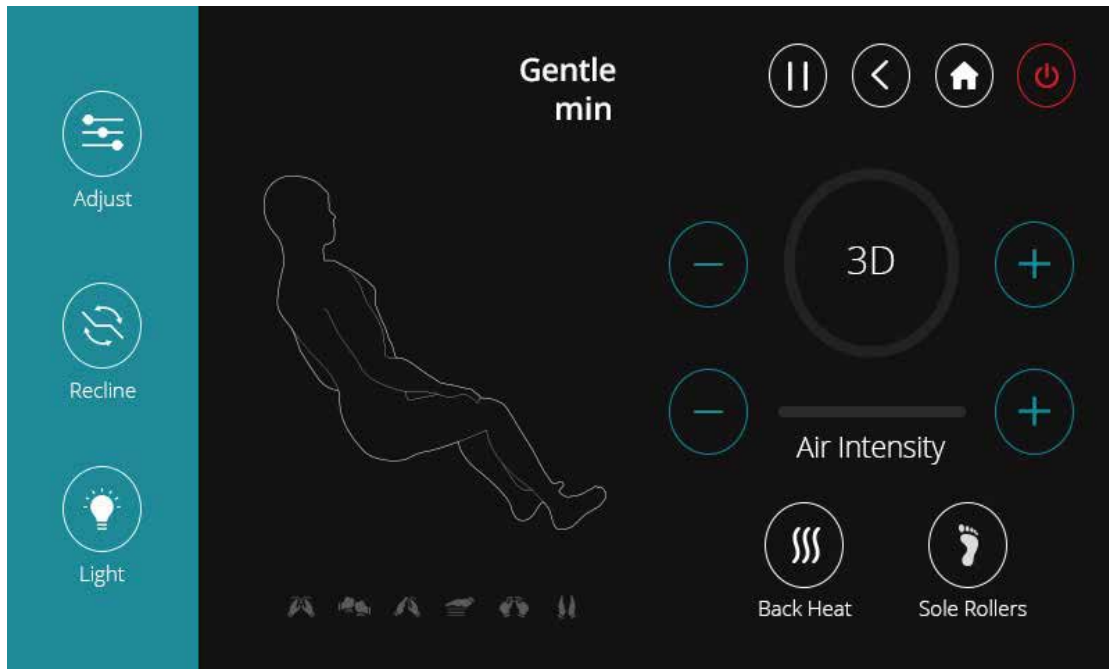 Gentle
min
Adjust
3D
Recline
Air Intensity
Light
Back Heat
Sole Rollers